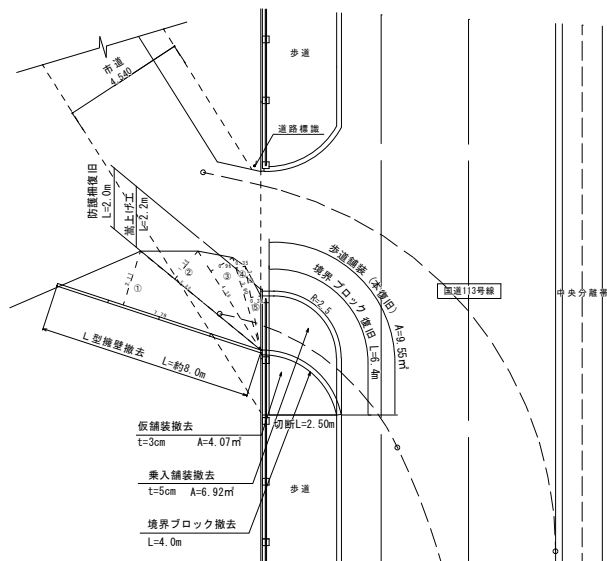 歩道
市道
4.540
道路標識
防護柵復旧
L=2.0m
嵩上げ工
L=2.2m
①
②
③
④
⑤
歩道舗装（本復旧） A=9.55㎡
境界ブロック復旧 L=6.4m
R=2.5
国道113号線
中央分離帯
L型擁壁撤去
L=約8.0m
切断L=2.50m
仮舗装撤去
t=3cm A=4.07㎡
乗入舗装撤去
t=5cm A=6.92㎡
境界ブロック撤去
L=4.0m
歩道